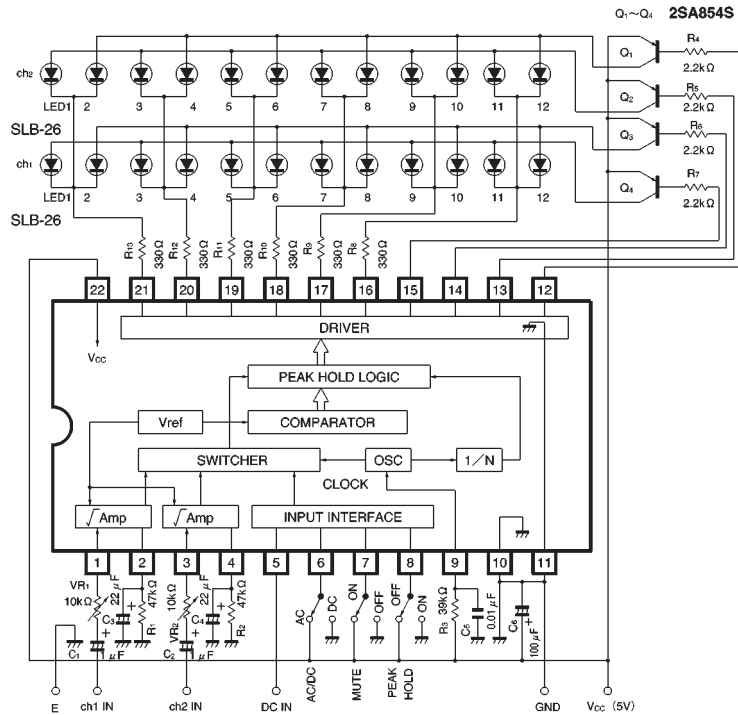 Q1~Q4 2SA854S
ch2
LED1 2 3 4 5 6 7 8 9 10 11 12
SLB-26
ch1
LED1 2 3 4 5 6 7 8 9 10 11 12
SLB-26
Q1 R4 2.2kΩ
Q2 R5 2.2kΩ
Q3 R6 2.2kΩ
Q4 R7 2.2kΩ
R13 330Ω R12 330Ω R11 330Ω R10 330Ω R9 330Ω R8 330Ω
22 21 20 19 18 17 16 15 14 13 12
DRIVER
VCC
PEAK HOLD LOGIC
Vref COMPARATOR
SWITCHER OSC 1/N
CLOCK
√Amp √Amp INPUT INTERFACE
1 2 3 4 5 6 7 8 9 10 11
VR1 10kΩ
22μF C3
47kΩ R1
10kΩ VR2
22μF C4
47kΩ R2
C1 1μF
C2 1μF
AC DC
ON OFF
OFF ON
39kΩ R3
C5 0.01μF
C6 100μF
AC/DC
MUTE
PEAK HOLD
E ch1 IN ch2 IN DC IN GND VCC (5V)